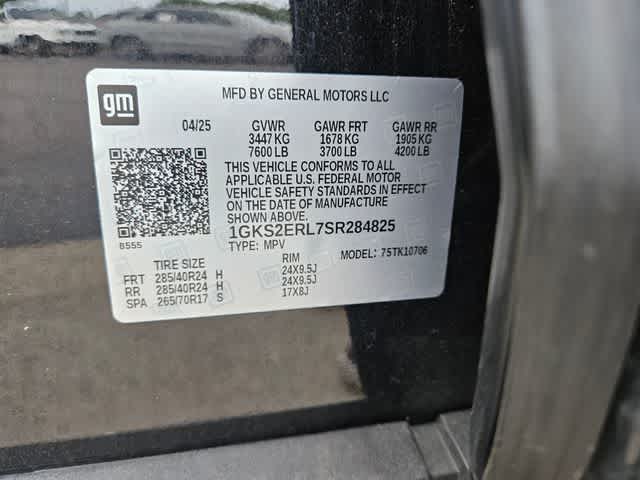 gm
MFD BY GENERAL MOTORS LLC
04/25 GVWR GAWR FRT GAWR RR
3447 KG 1678 KG 1905 KG
7600 LB 3700 LB 4200 LB
THIS VEHICLE CONFORMS TO ALL
APPLICABLE U.S. FEDERAL MOTOR
VEHICLE SAFETY STANDARDS IN EFFECT
ON THE DATE OF MANUFACTURE
SHOWN ABOVE.
1GKS2ERL7SR284825
8555
TYPE: MPV MODEL: 7STK10706
TIRE SIZE RIM
FRT 285/40R24 H 24X9.5J
RR 285/40R24 H 24X9.5J
SPA 265/70R17 S 17X8J